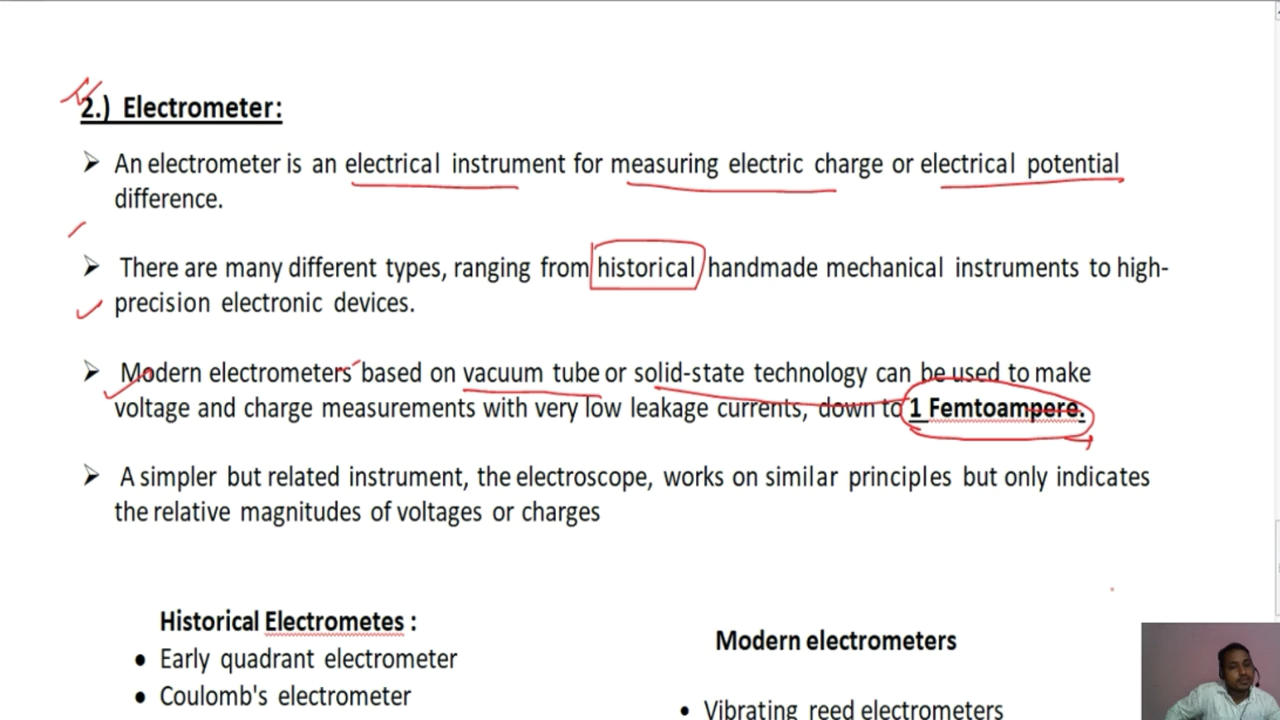 2.) Electrometer:
➢ An electrometer is an electrical instrument for measuring electric charge or electrical potential
difference.
➢ There are many different types, ranging from historical handmade mechanical instruments to high-
precision electronic devices.
➢ Modern electrometers based on vacuum tube or solid-state technology can be used to make
voltage and charge measurements with very low leakage currents, down to 1 Femtoampere.
➢ A simpler but related instrument, the electroscope, works on similar principles but only indicates
the relative magnitudes of voltages or charges
Historical Electrometes :
• Early quadrant electrometer
• Coulomb's electrometer
Modern electrometers
• Vibrating reed electrometers